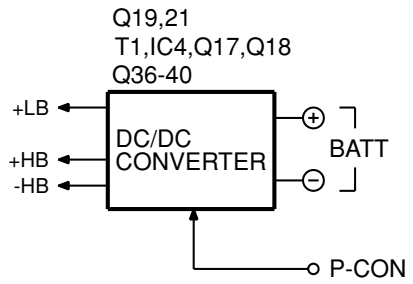 Q19,21
T1,IC4,Q17,Q18
Q36-40
+LB
+HB
-HB
DC/DC
CONVERTER
+
−
BATT
P-CON